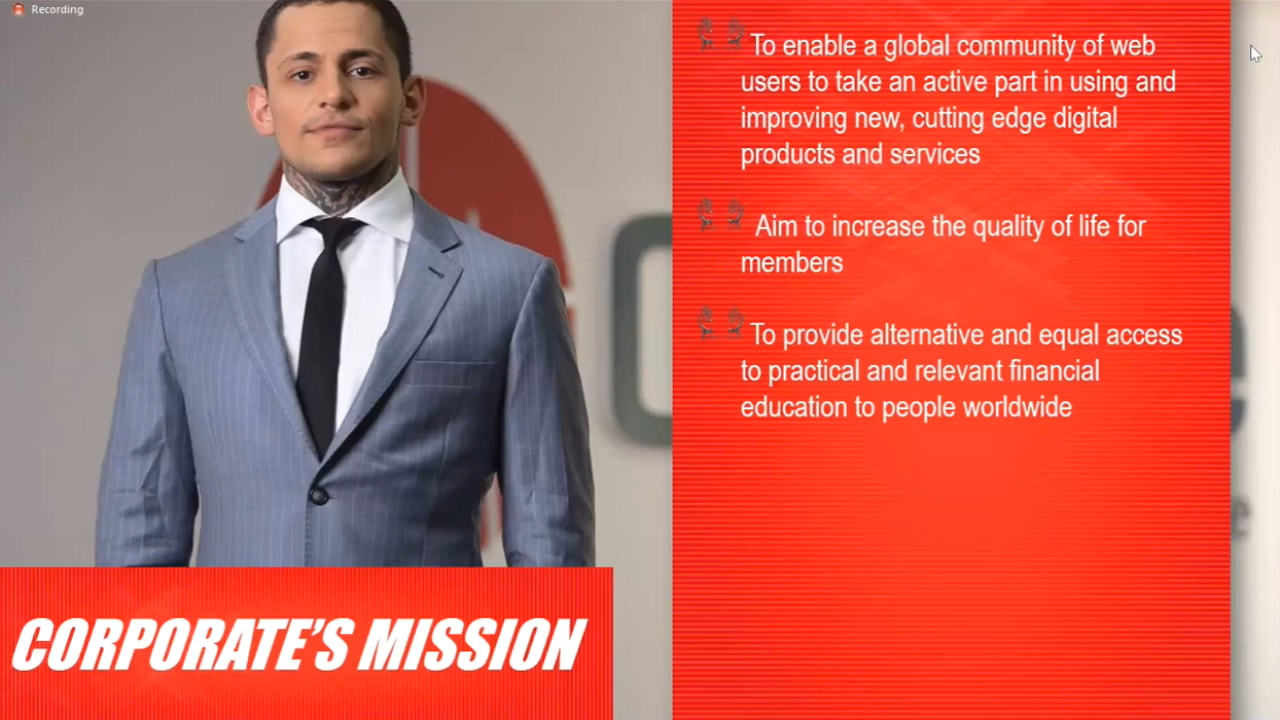 Recording
To enable a global community of web
users to take an active part in using and
improving new, cutting edge digital
products and services
Aim to increase the quality of life for
members
To provide alternative and equal access
to practical and relevant financial
education to people worldwide
CORPORATE'S MISSION